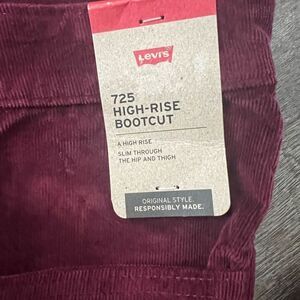 Levi's
725
HIGH-RISE
BOOTCUT
A HIGH RISE
SLIM THROUGH
THE HIP AND THIGH
ORIGINAL STYLE.
RESPONSIBLY MADE.